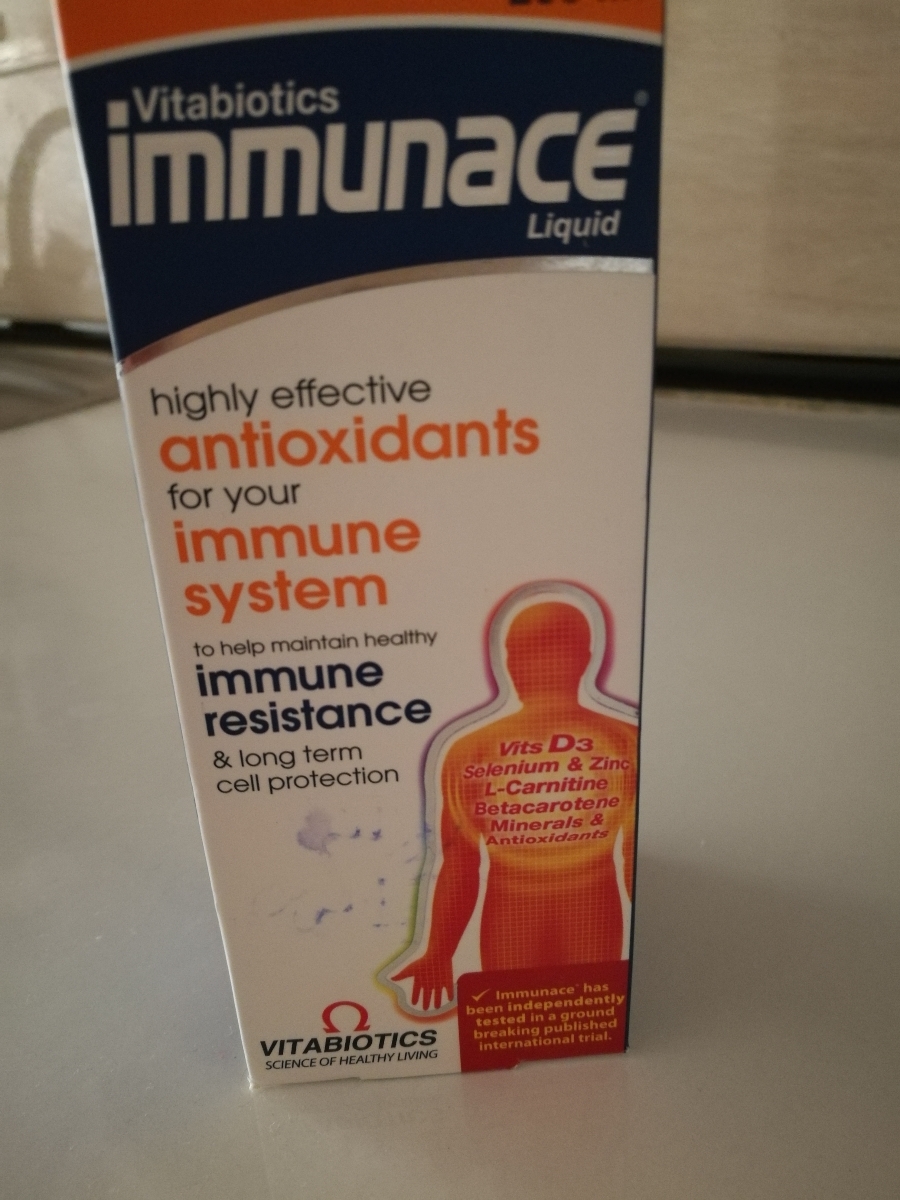 Vitabiotics
immunace®
Liquid
highly effective
antioxidants
for your
immune
system
to help maintain healthy
immune
resistance
& long term
cell protection
Vits D3
Selenium & Zinc
L-Carnitine
Betacarotene
Minerals &
Antioxidants
✓ Immunace® has
been independently
tested in a ground
breaking published
international trial.
VITABIOTICS
SCIENCE OF HEALTHY LIVING